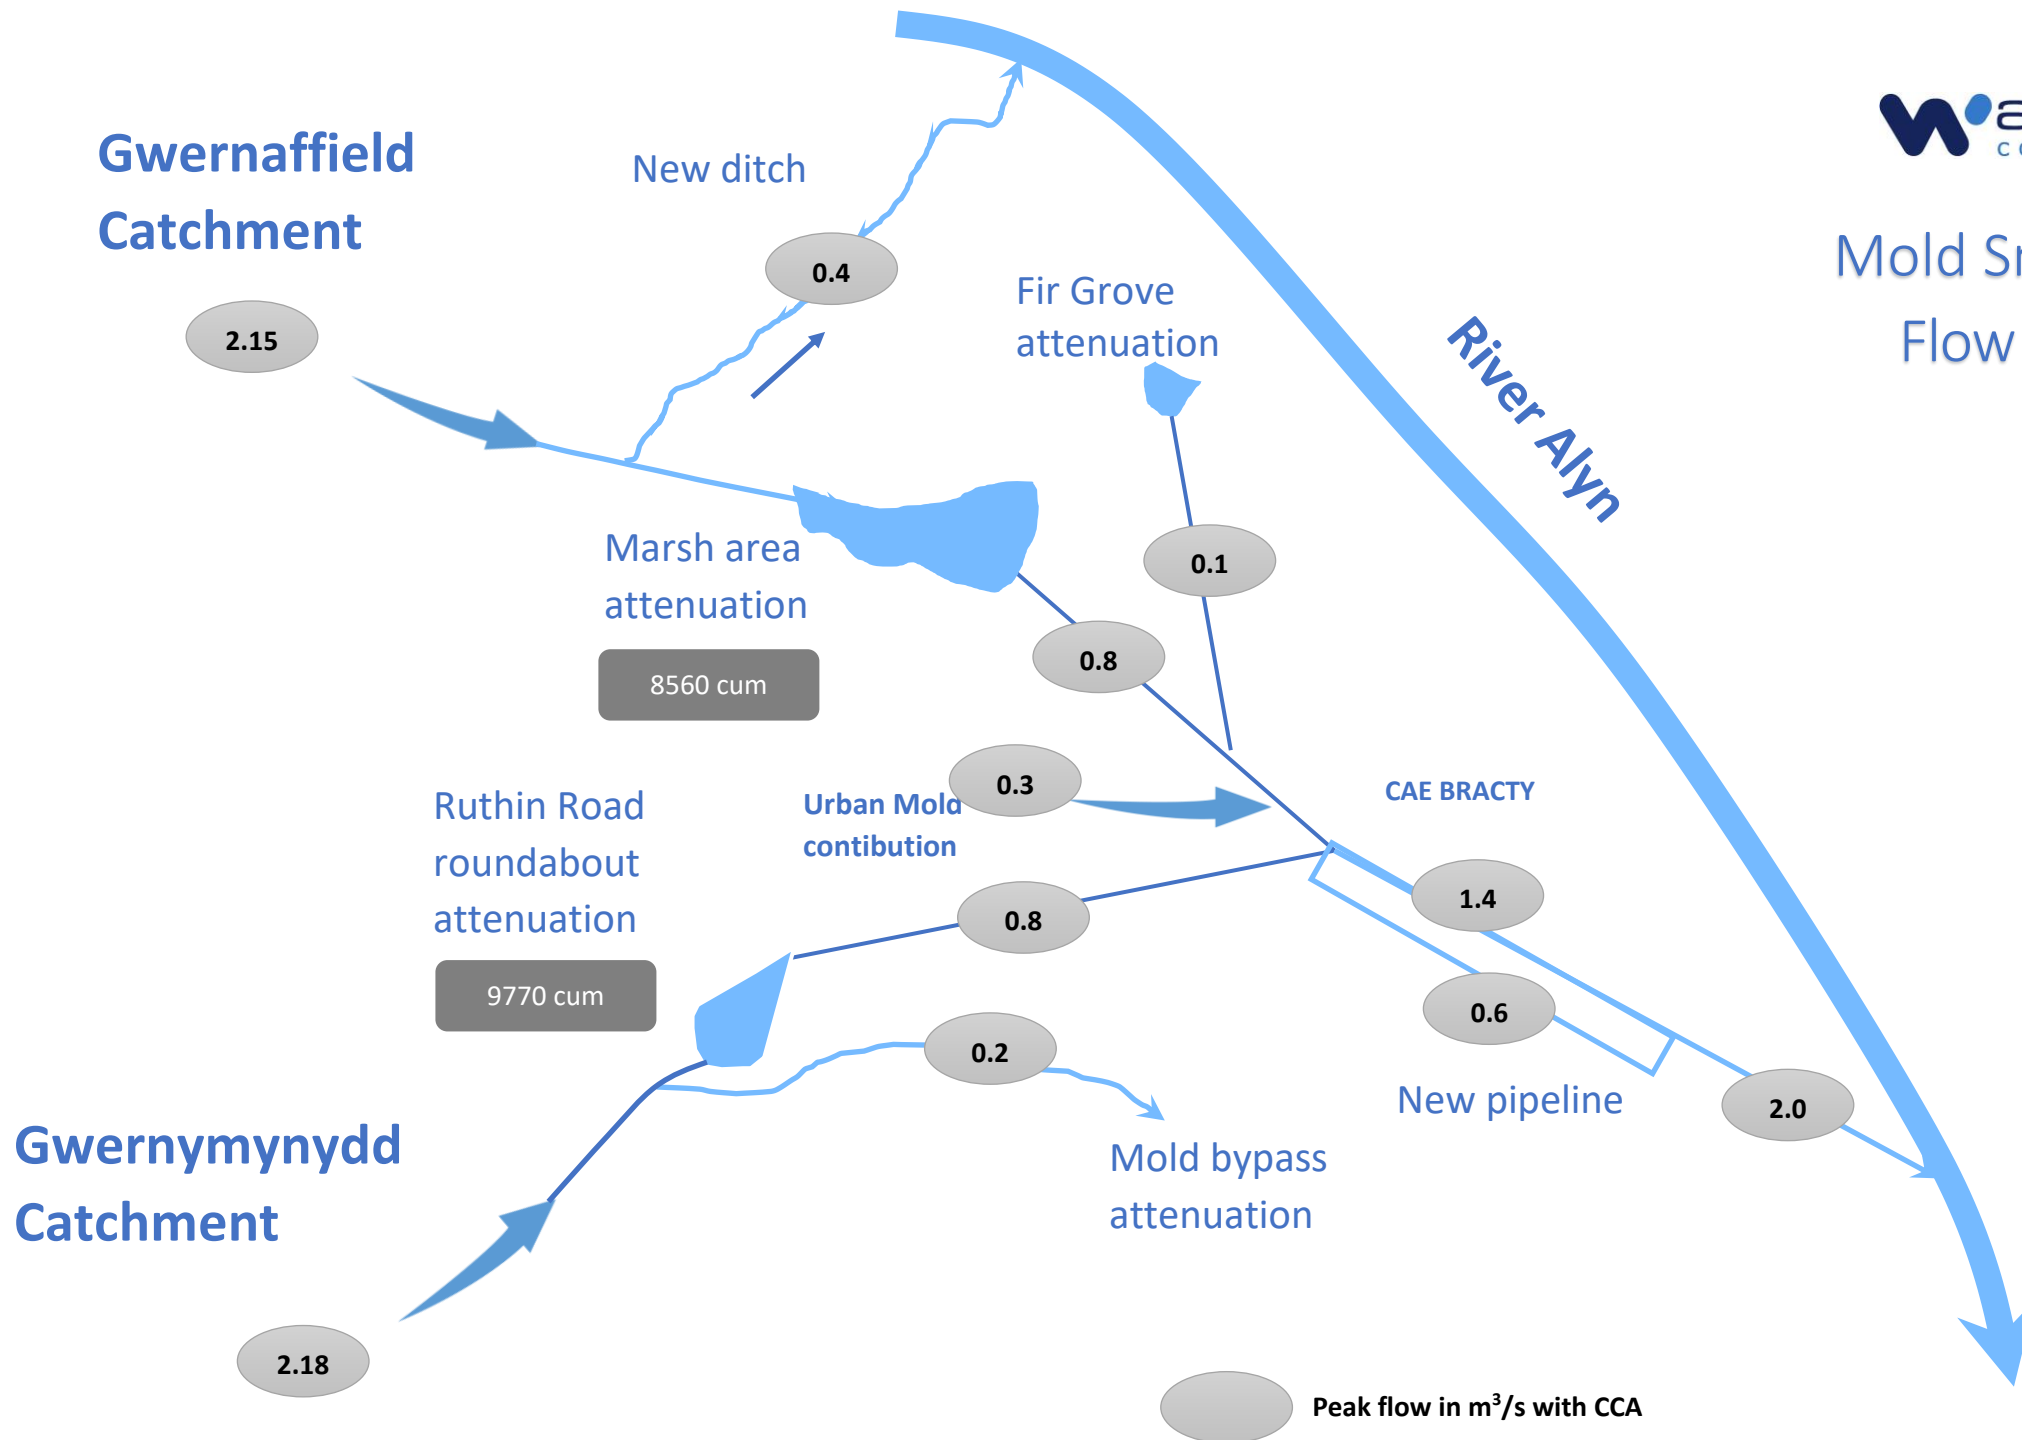 Gwernaffield
Catchment
2.15
New ditch
0.4
Fir Grove
attenuation
0.1
River Alyn
Mold
Flow
Marsh area
attenuation
8560 cum
0.8
0.3
Urban Mold
contibution
CAE BRACTY
Ruthin Road
roundabout
attenuation
9770 cum
0.8
1.4
0.6
New pipeline
2.0
0.2
Mold bypass
attenuation
Gwernymynydd
Catchment
2.18
Peak flow in m³/s with CCA